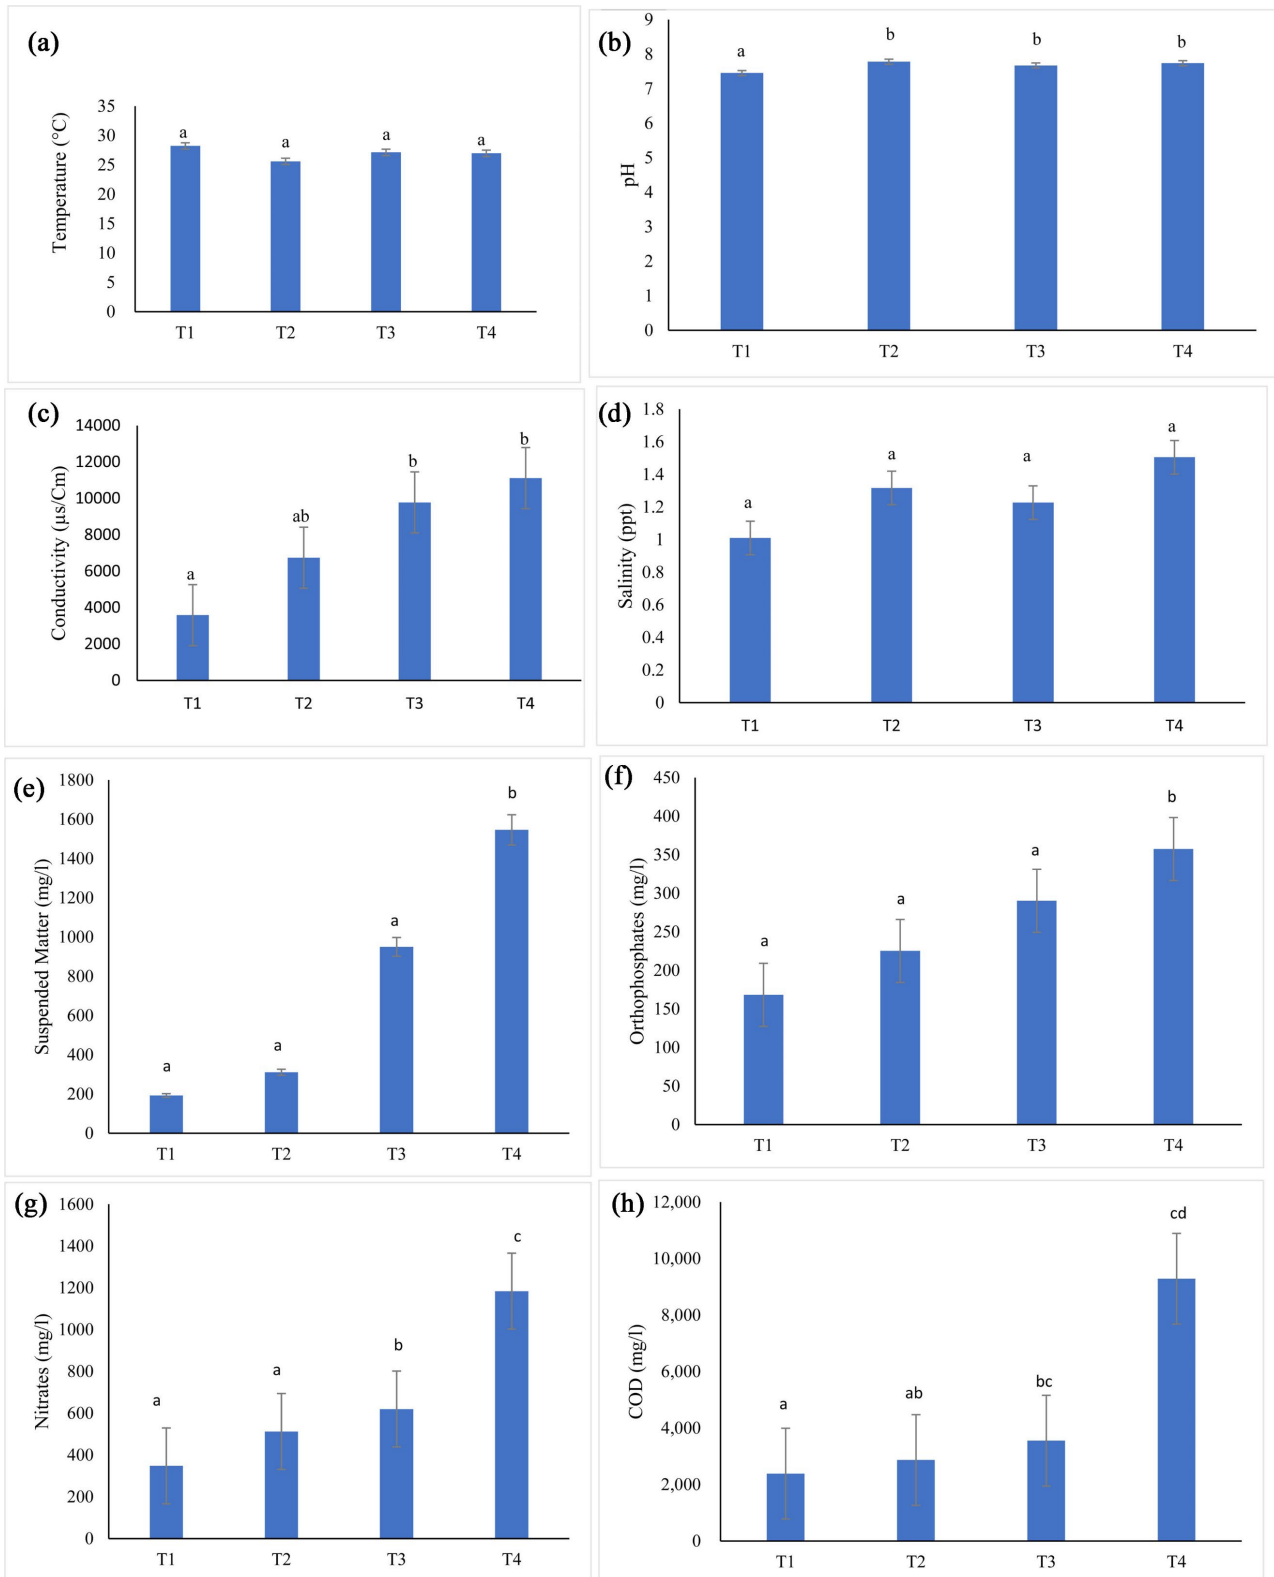 (a)
Temperature (°C)
35
30
25
20
15
10
5
0
a
a
a
a
T1 T2 T3 T4
(b)
pH
9
8
7
6
5
4
3
2
1
0
a
b
b
b
T1 T2 T3 T4
(c)
Conductivity (µs/Cm)
14000
12000
10000
8000
6000
4000
2000
0
a
ab
b
b
T1 T2 T3 T4
(d)
Salinity (ppt)
1.8
1.6
1.4
1.2
1
0.8
0.6
0.4
0.2
0
a
a
a
a
T1 T2 T3 T4
(e)
Suspended Matter (mg/l)
1800
1600
1400
1200
1000
800
600
400
200
0
a
a
a
b
T1 T2 T3 T4
(f)
Orthophosphates (mg/l)
450
400
350
300
250
200
150
100
50
0
a
a
a
b
T1 T2 T3 T4
(g)
Nitrates (mg/l)
1600
1400
1200
1000
800
600
400
200
0
a
a
b
c
T1 T2 T3 T4
(h)
COD (mg/l)
12,000
10,000
8,000
6,000
4,000
2,000
0
a
ab
bc
cd
T1 T2 T3 T4